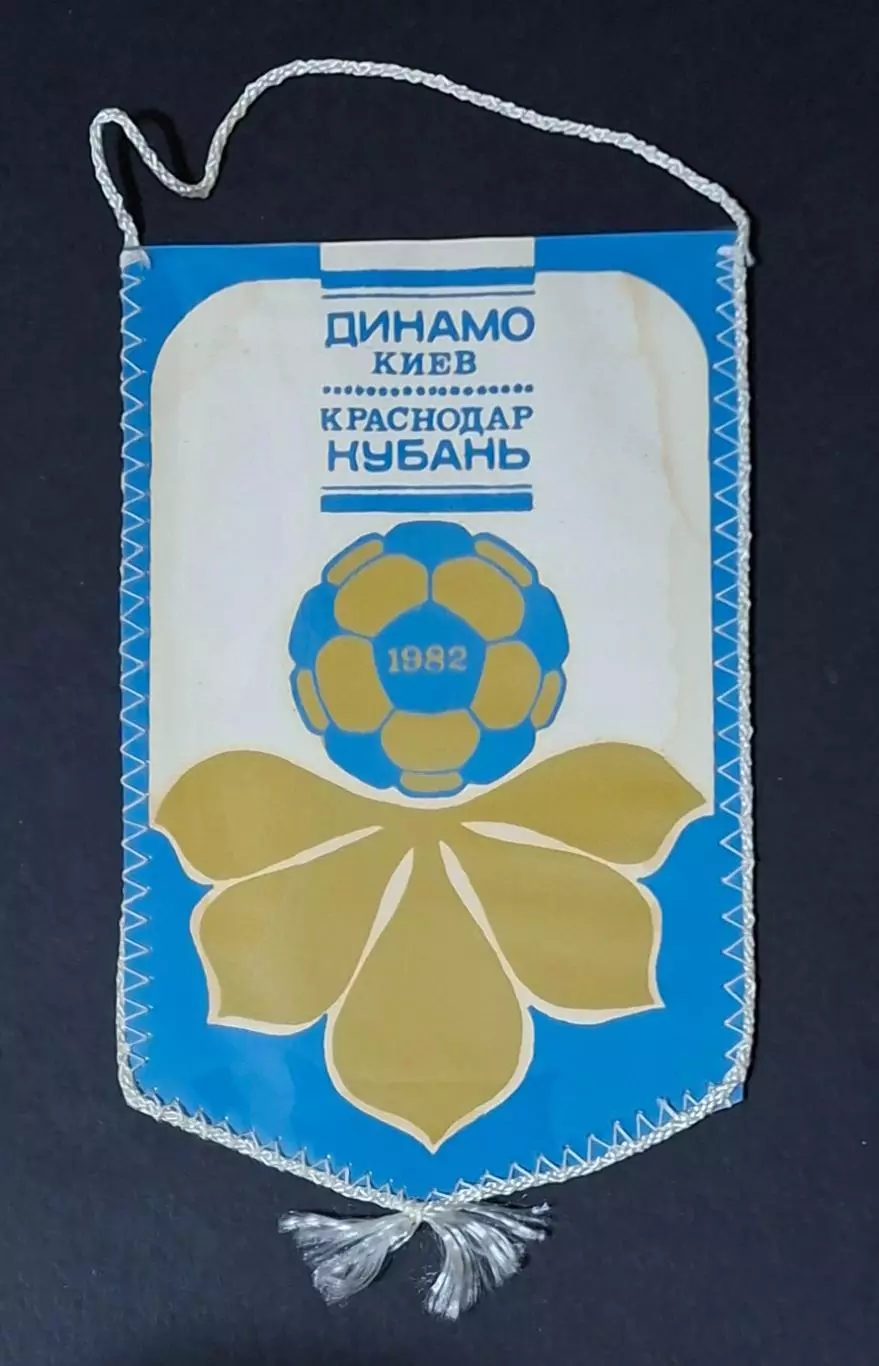 ДИНАМО
КИЕВ
КРАСНОДАР
КУБАНЬ
1982